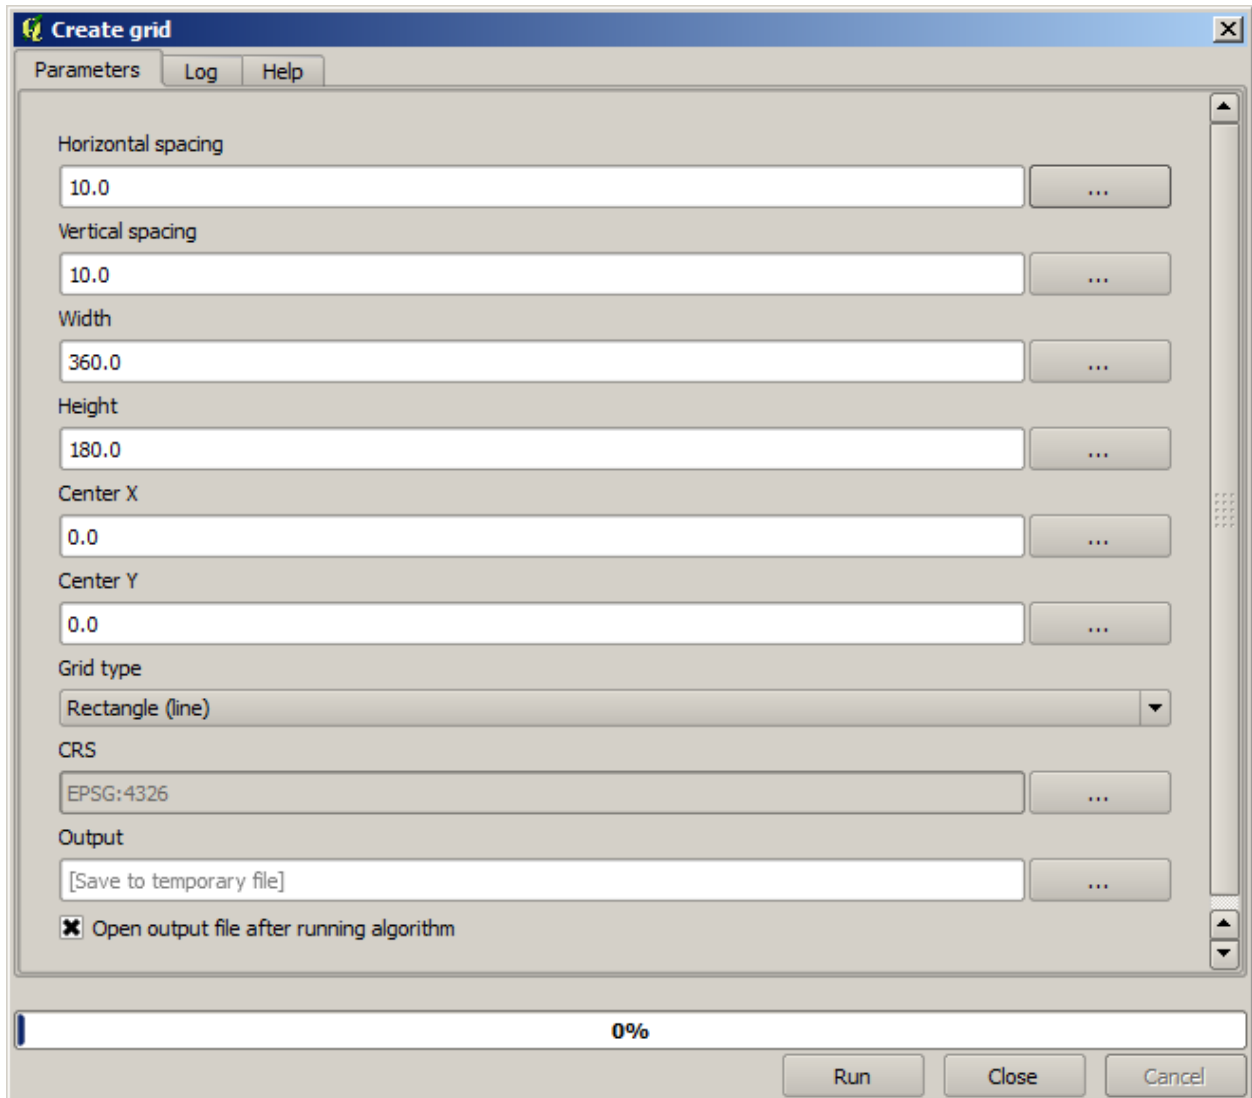 Create grid
Parameters Log Help
Horizontal spacing
10.0 ...
Vertical spacing
10.0 ...
Width
360.0 ...
Height
180.0 ...
Center X
0.0 ...
Center Y
0.0 ...
Grid type
Rectangle (line)
CRS
EPSG:4326 ...
Output
[Save to temporary file] ...
Open output file after running algorithm
0%
Run Close Cancel